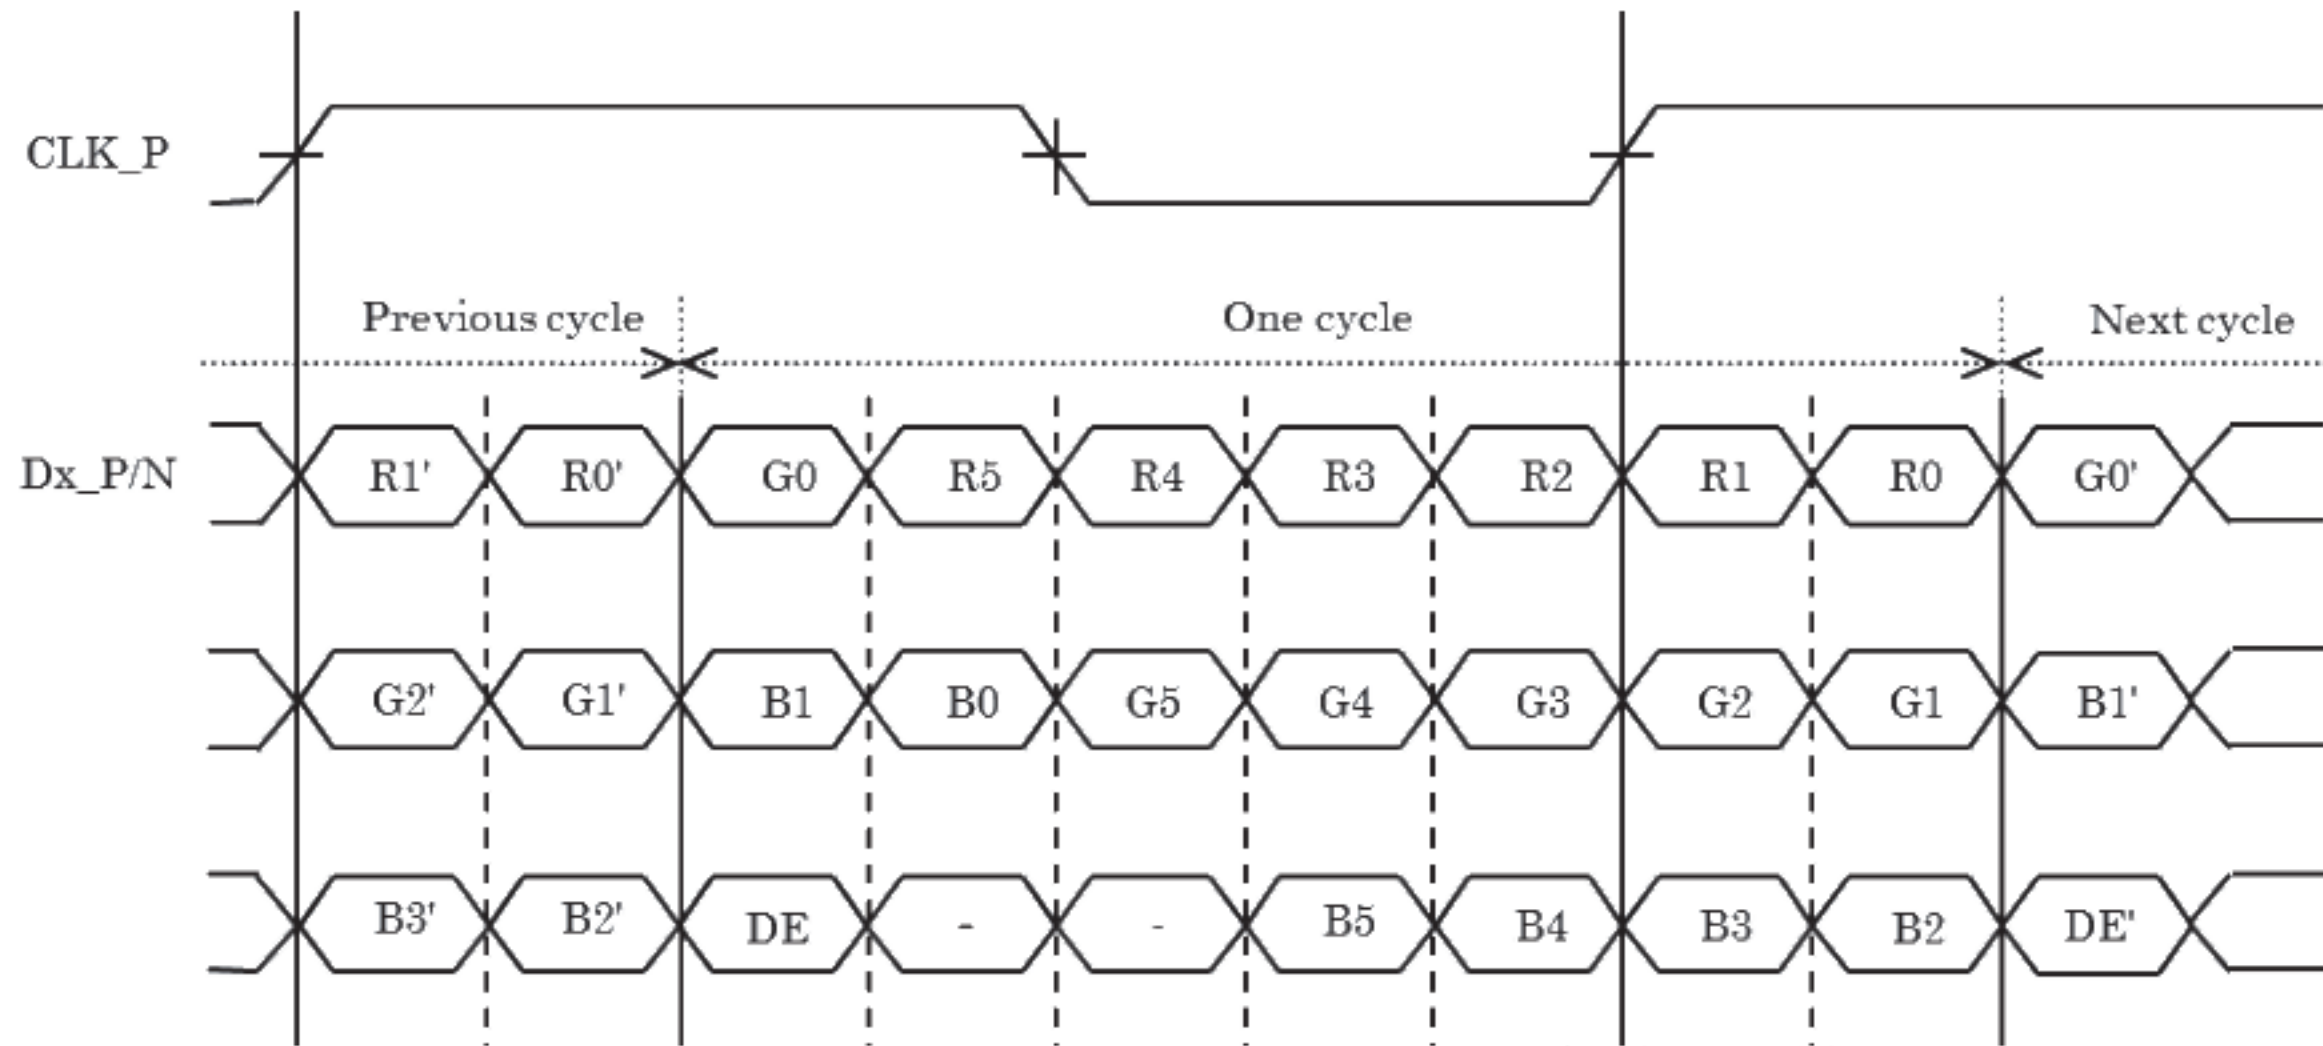 CLK_P
Previous cycle One cycle Next cycle
Dx_P/N R1' R0' G0 R5 R4 R3 R2 R1 R0 G0'
G2' G1' B1 B0 G5 G4 G3 G2 G1 B1'
B3' B2' DE - - B5 B4 B3 B2 DE'